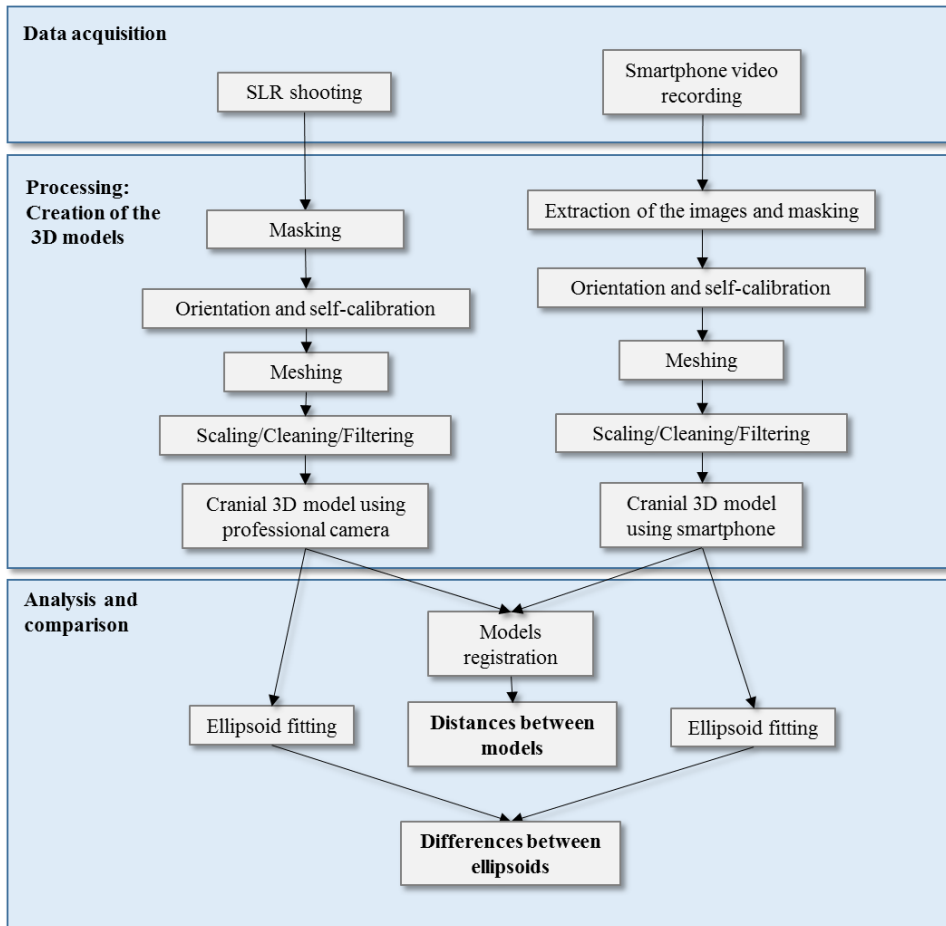 Data acquisition
SLR shooting
Smartphone video
recording
Processing:
Creation of the
3D models
Masking
Orientation and self-calibration
Meshing
Scaling/Cleaning/Filtering
Cranial 3D model using
professional camera
Extraction of the images and masking
Orientation and self-calibration
Meshing
Scaling/Cleaning/Filtering
Cranial 3D model
using smartphone
Analysis and
comparison
Models
registration
Ellipsoid fitting
Distances between
models
Ellipsoid fitting
Differences between
ellipsoids